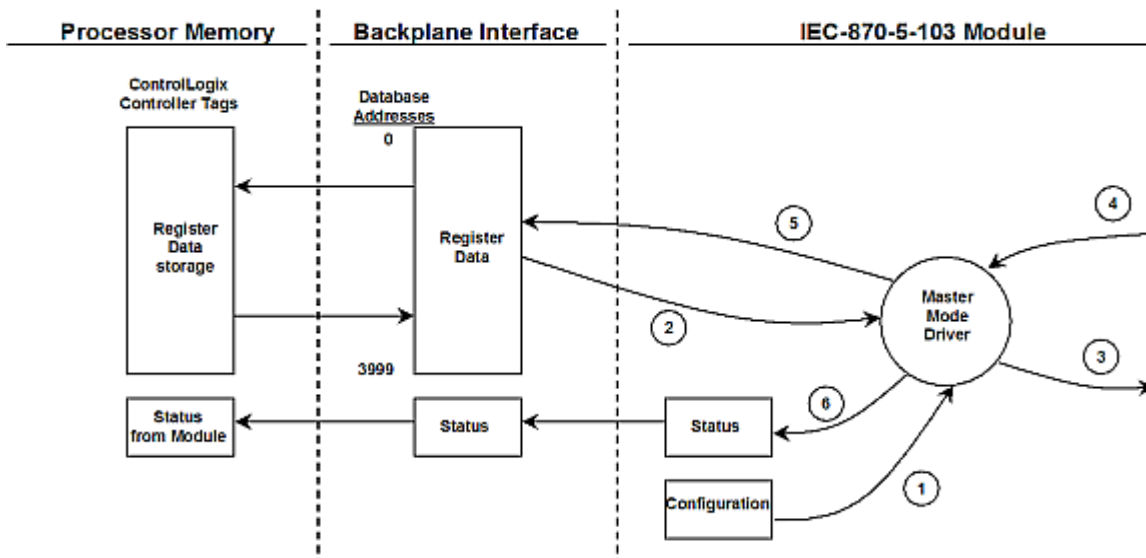 Processor Memory
Backplane Interface
IEC-870-5-103 Module
ControlLogix
Controller Tags
Database
Addresses
0
Register
Data
storage
Register
Data
3999
5
4
2
Master
Mode
Driver
3
Status
from Module
Status
Status
6
Configuration
1